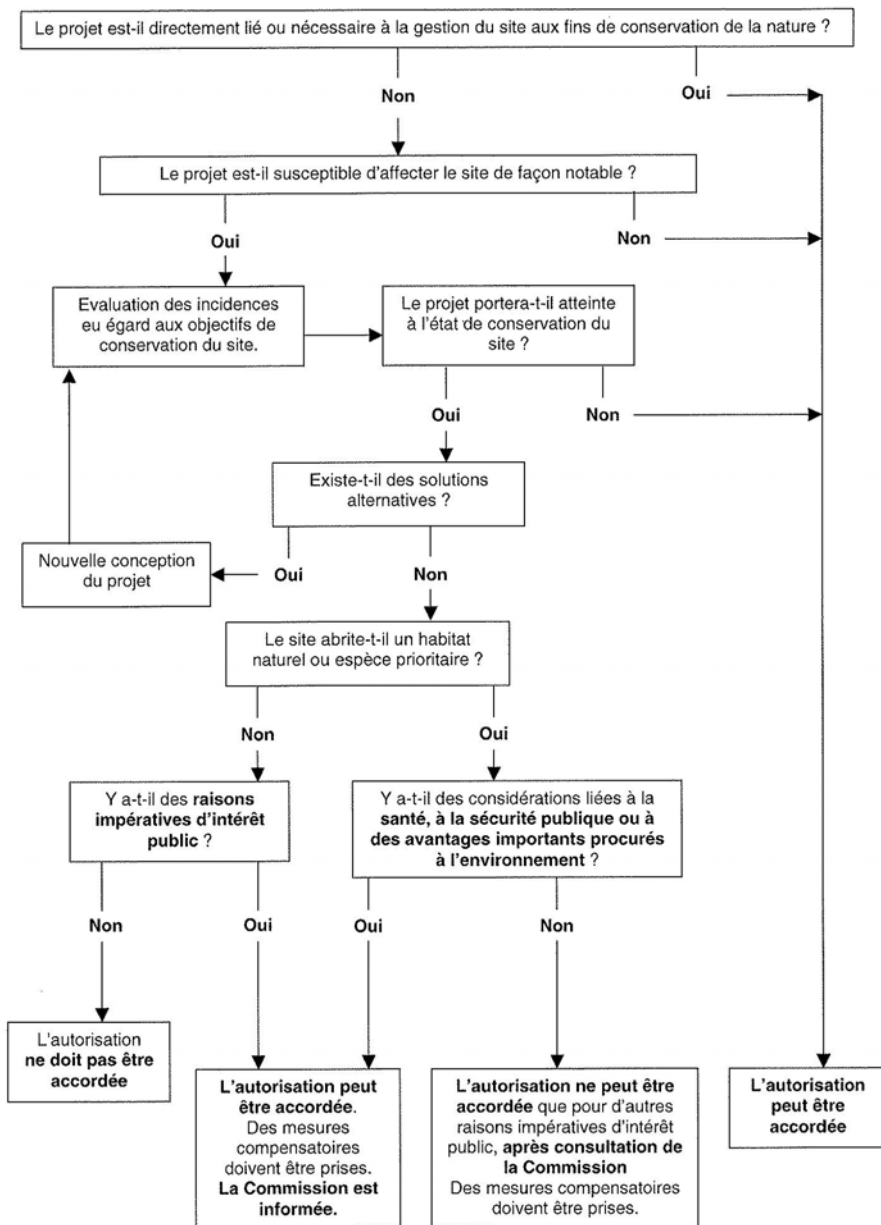 Le projet est-il directement lié ou nécessaire à la gestion du site aux fins de conservation de la nature ?
Non
Oui
Le projet est-il susceptible d'affecter le site de façon notable ?
Oui
Non
Evaluation des incidences
eu égard aux objectifs de
conservation du site.
Le projet portera-t-il atteinte
à l'état de conservation du
site ?
Oui
Non
Existe-t-il des solutions
alternatives ?
Nouvelle conception
du projet
Oui
Non
Le site abrite-t-il un habitat
naturel ou espèce prioritaire ?
Non
Oui
Y a-t-il des raisons
impératives d'intérêt
public ?
Y a-t-il des considérations liées à la
santé, à la sécurité publique ou à
des avantages importants procurés
à l'environnement ?
Non
Oui
Oui
Non
L'autorisation
ne doit pas être
accordée
L'autorisation peut
être accordée.
Des mesures
compensatoires
doivent être prises.
La Commission est
informée.
L'autorisation ne peut être
accordée que pour d'autres
raisons impératives d'intérêt
public, après consultation de
la Commission
Des mesures compensatoires
doivent être prises.
L'autorisation
peut être
accordée